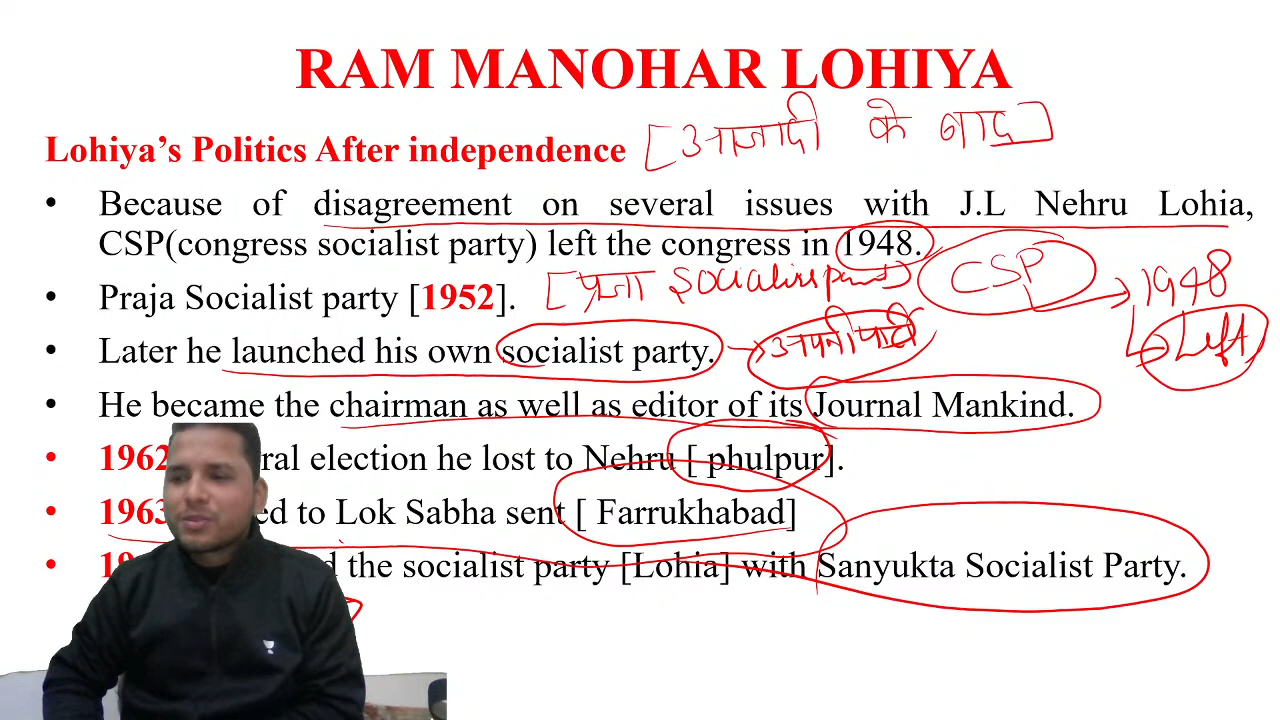 RAM MANOHAR LOHIYA
Lohiya's Politics After independence [आजादी के बाद]
• Because of disagreement on several issues with J.L Nehru Lohia,
CSP(congress socialist party) left the congress in 1948.
CSP → 1948
• Praja Socialist party [1952]. [प्रजा socialist
Left
• Later he launched his own socialist party. → अपनी पार्टी
• He became the chairman as well as editor of its Journal Mankind.
• 1962 election he lost to Nehru [ phulpur].
• 1963 to Lok Sabha sent [ Farrukhabad]
• the socialist party [Lohia] with Sanyukta Socialist Party.